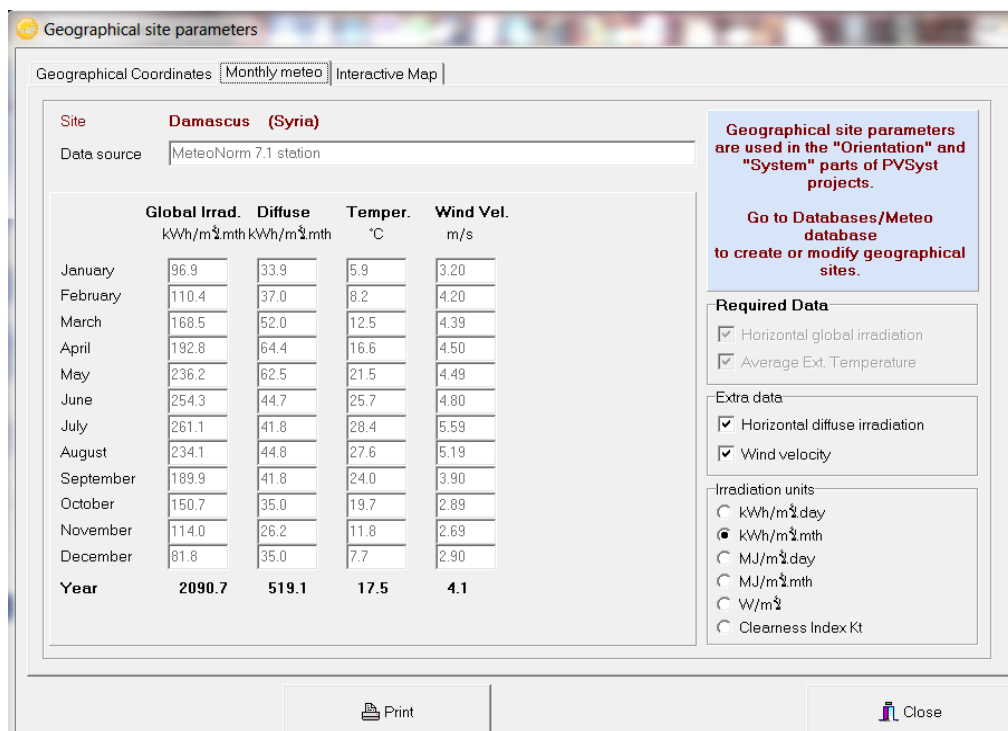 Geographical site parameters
Geographical Coordinates Monthly meteo Interactive Map
Site Damascus (Syria)
Data source MeteoNorm 7.1 station
Global Irrad. Diffuse Temper. Wind Vel.
kWh/m².mth kWh/m².mth °C m/s
January 96.9 33.9 5.9 3.20
February 110.4 37.0 8.2 4.20
March 168.5 52.0 12.5 4.39
April 192.8 64.4 16.6 4.50
May 236.2 62.5 21.5 4.49
June 254.3 44.7 25.7 4.80
July 261.1 41.8 28.4 5.59
August 234.1 44.8 27.6 5.19
September 189.9 41.8 24.0 3.90
October 150.7 35.0 19.7 2.89
November 114.0 26.2 11.8 2.69
December 81.8 35.0 7.7 2.90
Year 2090.7 519.1 17.5 4.1
Geographical site parameters
are used in the "Orientation" and
"System" parts of PVSyst
projects.
Go to Databases/Meteo
database
to create or modify geographical
sites.
Required Data
Horizontal global irradiation
Average Ext. Temperature
Extra data
Horizontal diffuse irradiation
Wind velocity
Irradiation units
kWh/m².day
kWh/m².mth
MJ/m².day
MJ/m².mth
W/m²
Clearness Index Kt
Print
Close